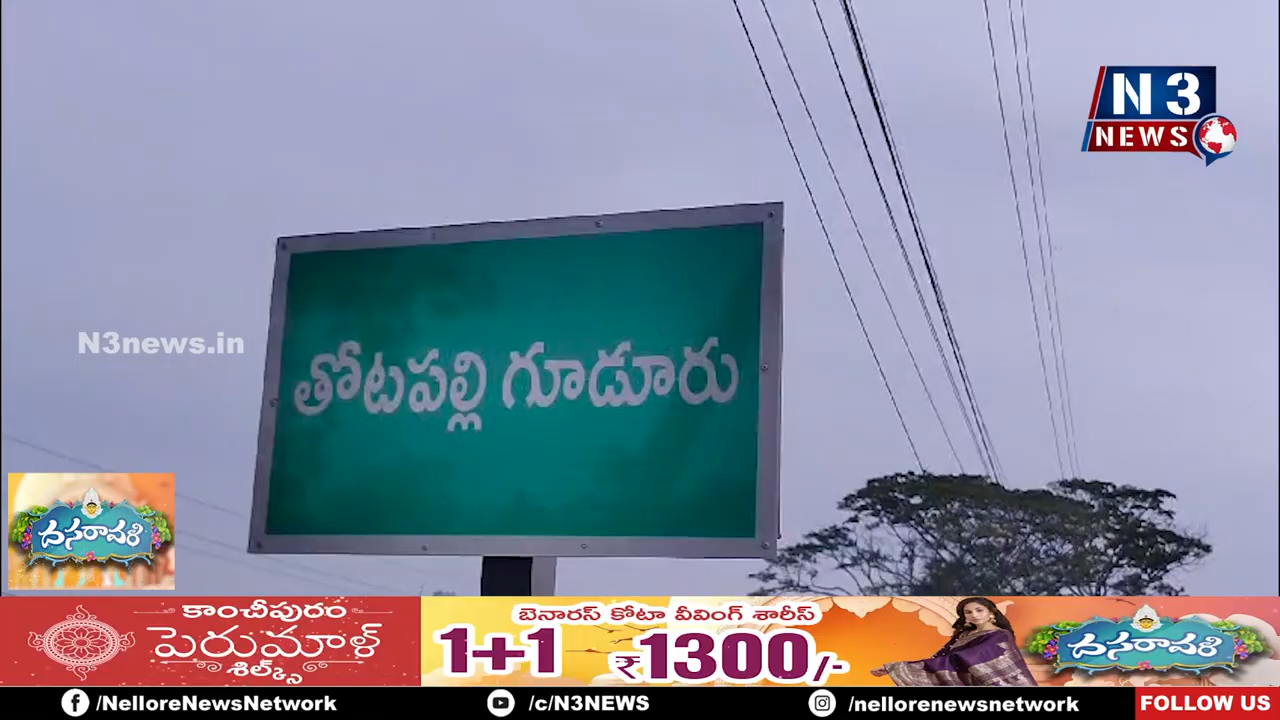 N3
NEWS
N3news.in
తోటపల్లి గూడూరు
దసరావళి
కాంచీపురం
పెరుమాళ్
శిల్క్స్
బెనారస్ కోటా వీవింగ్ శారీస్
1+1 ₹1300/-
దసరావళి
/NelloreNewsNetwork /c/N3NEWS /nellorenewsnetwork FOLLOW US